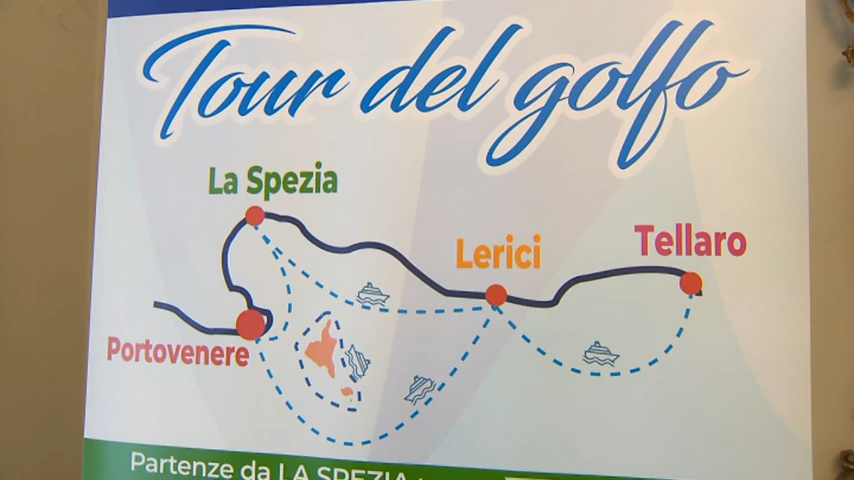 Tour del golfo
La Spezia
Lerici
Tellaro
Portovenere
Partenze da LA SPEZIA